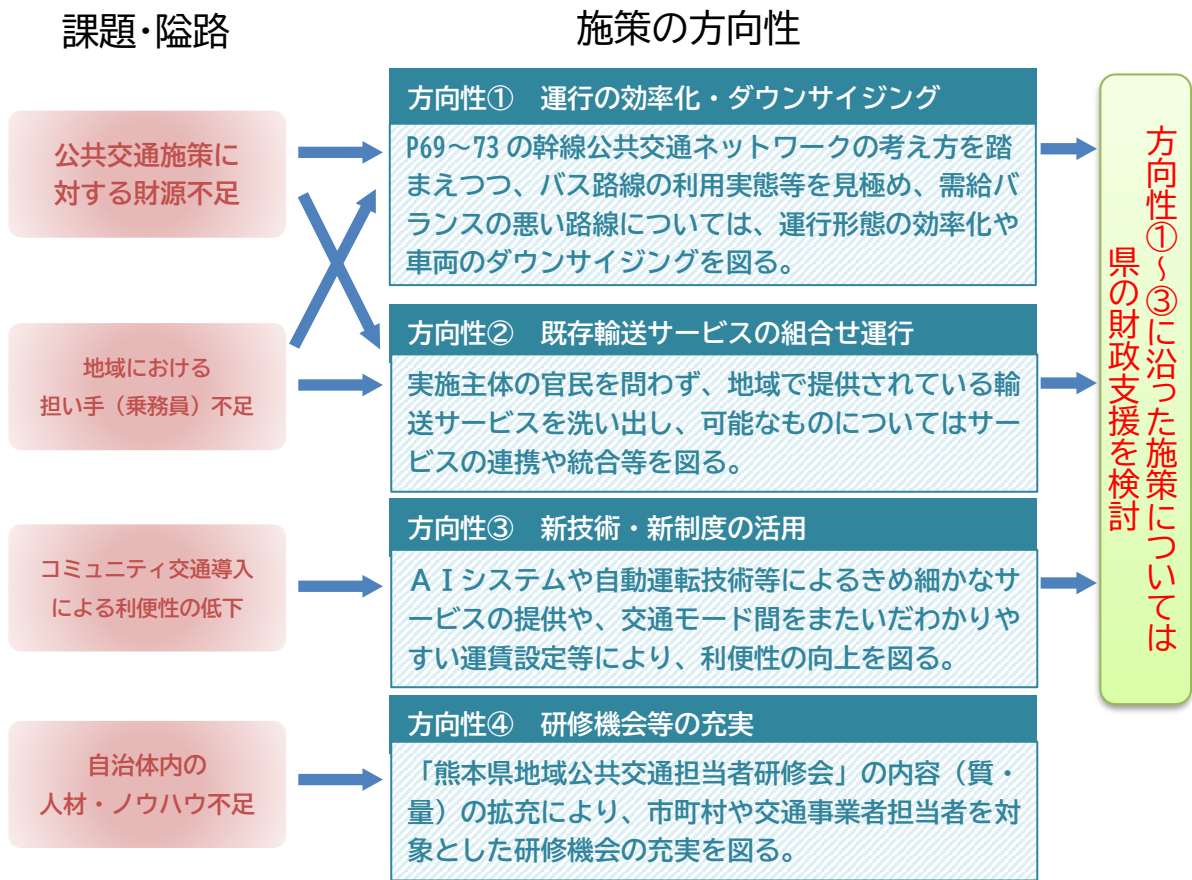 課題・隘路
施策の方向性
公共交通施策に
対する財源不足
地域における
担い手（乗務員）不足
コミュニティ交通導入
による利便性の低下
自治体内の
人材・ノウハウ不足
方向性①　運行の効率化・ダウンサイジング
P69～73 の幹線公共交通ネットワークの考え方を踏
まえつつ、バス路線の利用実態等を見極め、需給バ
ランスの悪い路線については、運行形態の効率化や
車両のダウンサイジングを図る。
方向性②　既存輸送サービスの組合せ運行
実施主体の官民を問わず、地域で提供されている輸
送サービスを洗い出し、可能なものについてはサー
ビスの連携や統合等を図る。
方向性③　新技術・新制度の活用
ＡＩシステムや自動運転技術等によるきめ細かなサ
ービスの提供や、交通モード間をまたいだわかりや
すい運賃設定等により、利便性の向上を図る。
方向性④　研修機会等の充実
「熊本県地域公共交通担当者研修会」の内容（質・
量）の拡充により、市町村や交通事業者担当者を対
象とした研修機会の充実を図る。
方向性①～③に沿った施策については
県の財政支援を検討